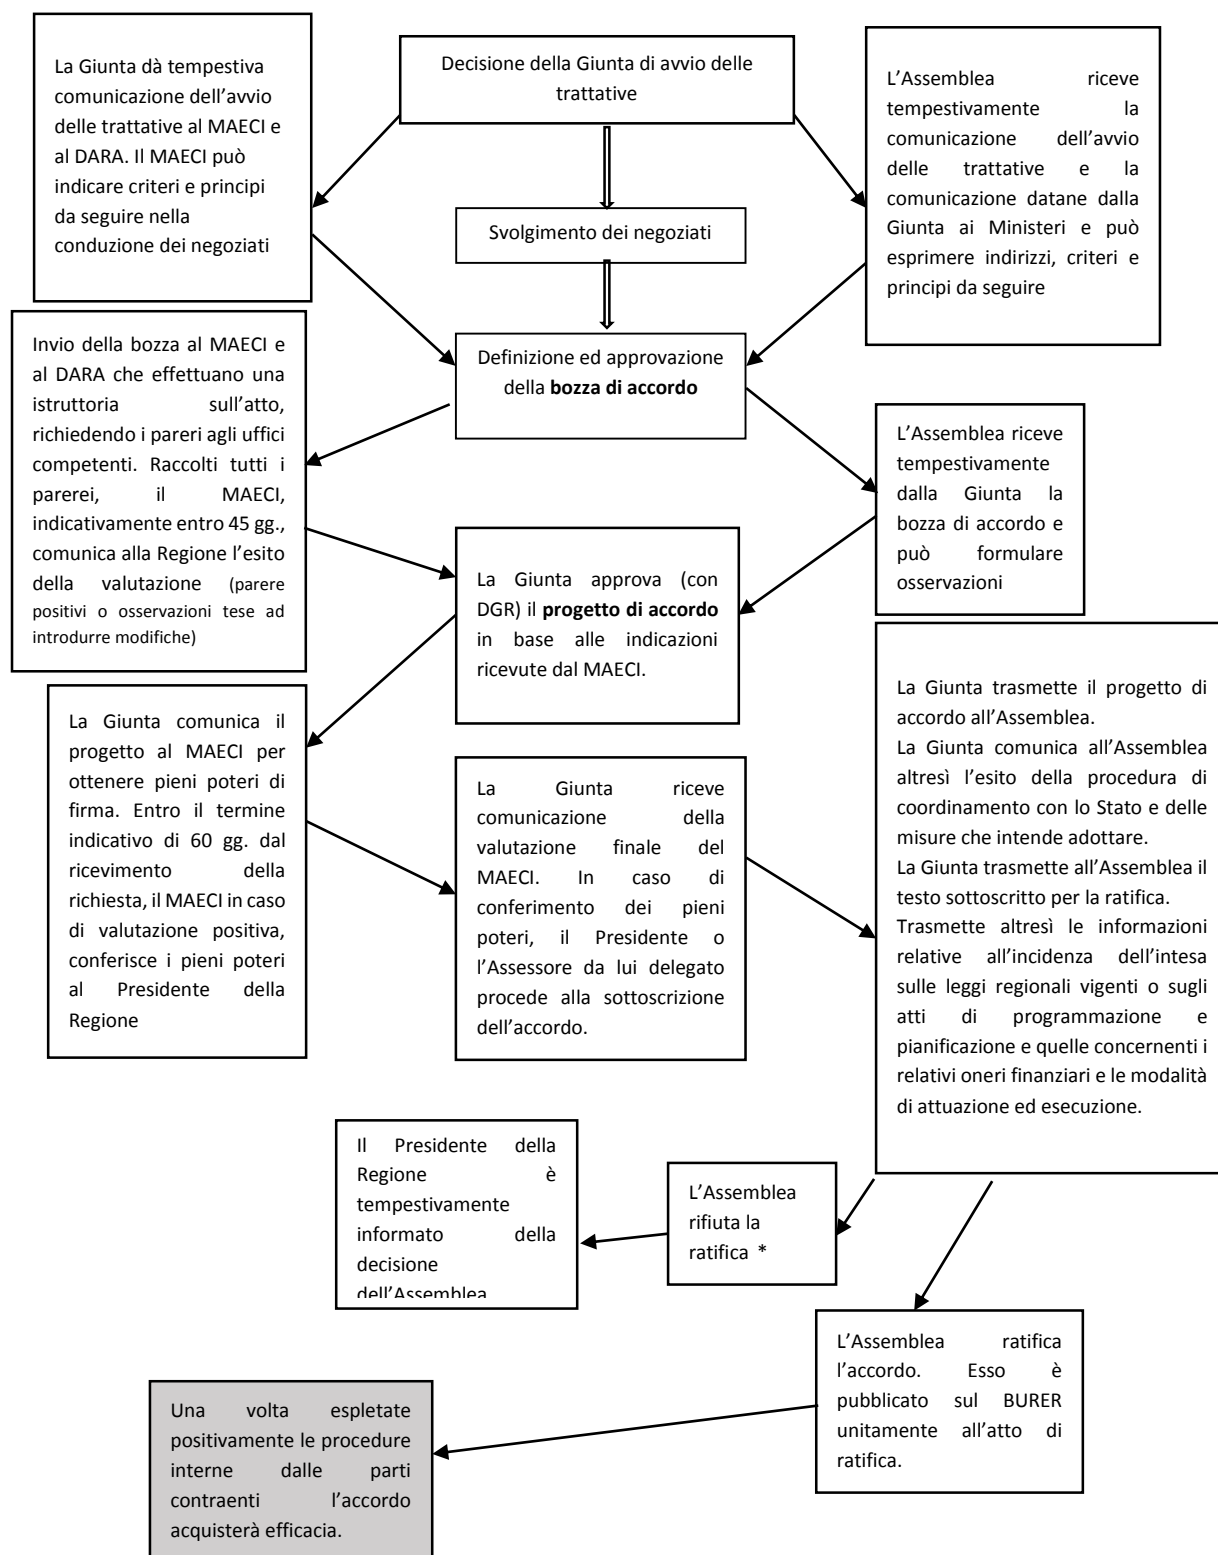 La Giunta dà tempestiva
comunicazione dell’avvio
delle trattative al MAECI e
al DARA. Il MAECI può
indicare criteri e principi
da seguire nella
conduzione dei negoziati
Decisione della Giunta di avvio delle
trattative
L’Assemblea riceve
tempestivamente la
comunicazione dell’avvio
delle trattative e la
comunicazione datane dalla
Giunta ai Ministeri e può
esprimere indirizzi, criteri e
principi da seguire
Svolgimento dei negoziati
Invio della bozza al MAECI e
al DARA che effettuano una
istruttoria sull’atto,
richiedendo i pareri agli uffici
competenti. Raccolti tutti i
parerei, il MAECI,
indicativamente entro 45 gg.,
comunica alla Regione l’esito
della valutazione (parere
positivi o osservazioni tese ad
introdurre modifiche)
Definizione ed approvazione
della bozza di accordo
L’Assemblea riceve
tempestivamente
dalla Giunta la
bozza di accordo e
può formulare
osservazioni
La Giunta approva (con
DGR) il progetto di accordo
in base alle indicazioni
ricevute dal MAECI.
La Giunta comunica il
progetto al MAECI per
ottenere pieni poteri di
firma. Entro il termine
indicativo di 60 gg. dal
ricevimento della
richiesta, il MAECI in caso
di valutazione positiva,
conferisce i pieni poteri
al Presidente della
Regione
La Giunta riceve
comunicazione della
valutazione finale del
MAECI. In caso di
conferimento dei pieni
poteri, il Presidente o
l’Assessore da lui delegato
procede alla sottoscrizione
dell’accordo.
La Giunta trasmette il progetto di
accordo all’Assemblea.
La Giunta comunica all’Assemblea
altresì l’esito della procedura di
coordinamento con lo Stato e delle
misure che intende adottare.
La Giunta trasmette all’Assemblea il
testo sottoscritto per la ratifica.
Trasmette altresì le informazioni
relative all’incidenza dell’intesa
sulle leggi regionali vigenti o sugli
atti di programmazione e
pianificazione e quelle concernenti i
relativi oneri finanziari e le modalità
di attuazione ed esecuzione.
Il Presidente della
Regione è
tempestivamente
informato della
decisione
dell’Assemblea
L’Assemblea
rifiuta la
ratifica *
L’Assemblea ratifica
l’accordo. Esso è
pubblicato sul BURER
unitamente all’atto di
ratifica.
Una volta espletate
positivamente le procedure
interne dalle parti
contraenti l’accordo
acquisterà efficacia.